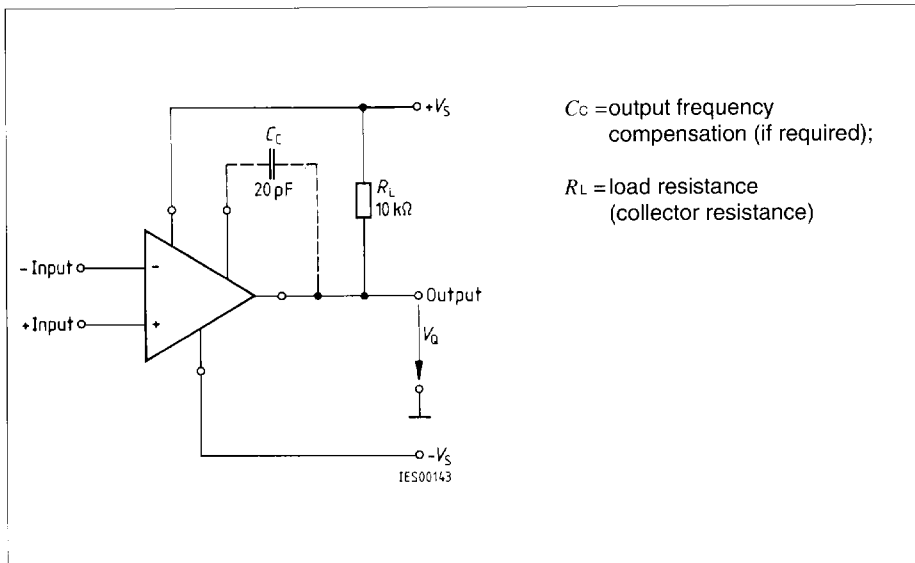 +VS
CC
20 pF
RL
10 kΩ
-Input
-
+Input
+
Output
VQ
-VS
IES00143
CC =output frequency
compensation (if required);
RL =load resistance
(collector resistance)